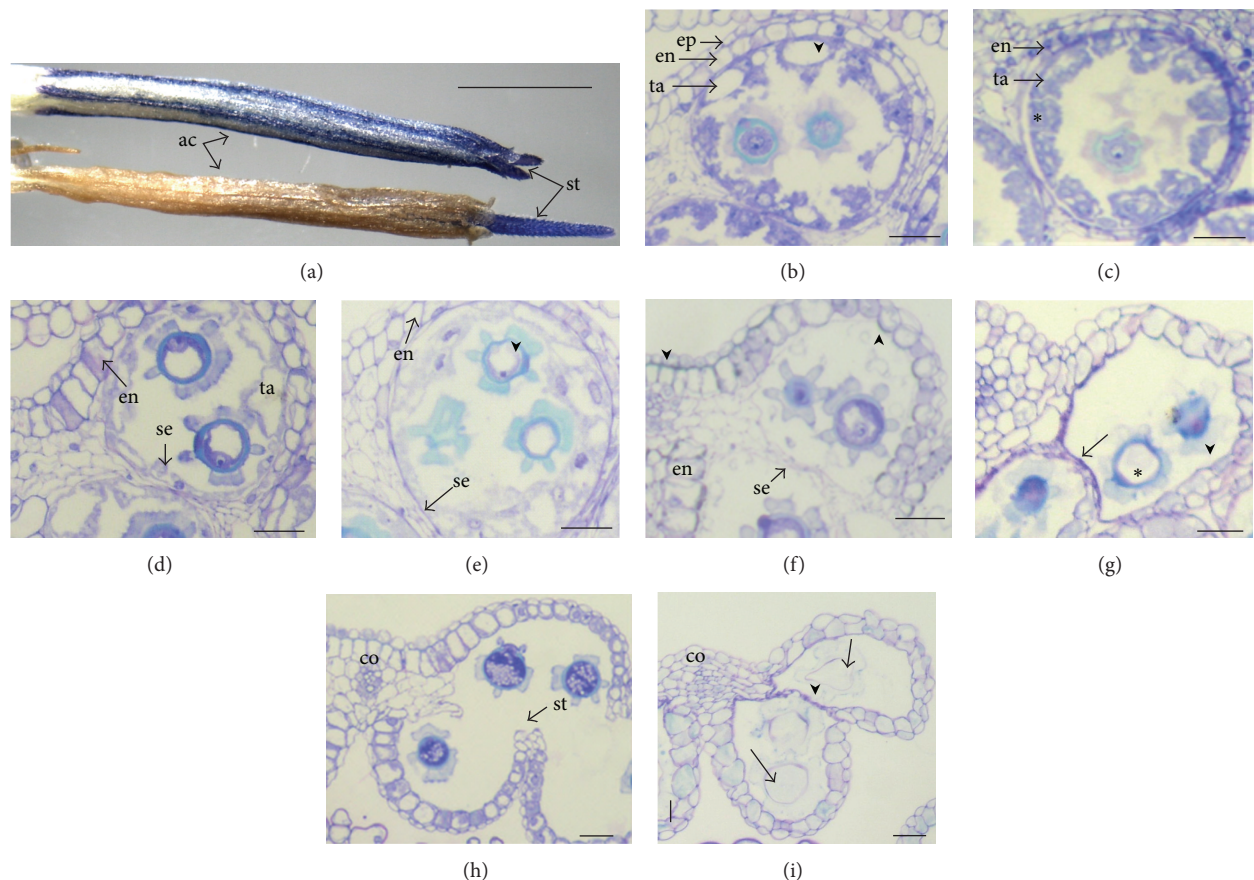 ac
st
(a)
ep
en
ta
(b)
en
ta
*
(c)
en
ta
se
(d)
en
se
(e)
en
se
(f)
*
(g)
co
st
(h)
co
(i)